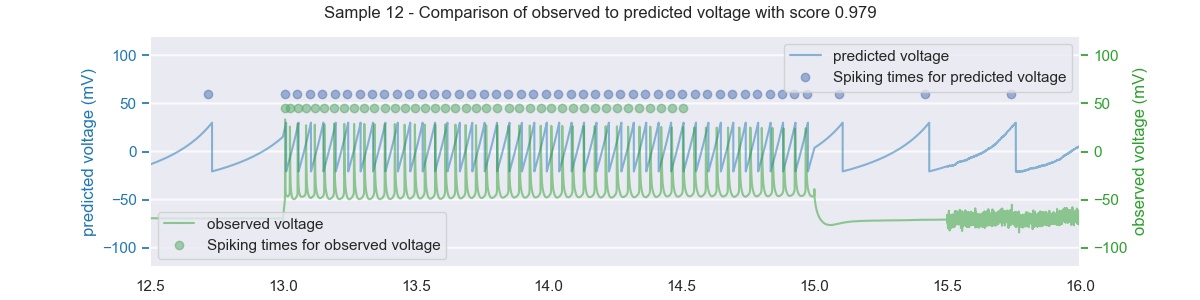 Sample 12 - Comparison of observed to predicted voltage with score 0.979
predicted voltage (mV)
100
50
0
−50
−100
predicted voltage
Spiking times for predicted voltage
observed voltage
Spiking times for observed voltage
100
50
0
−50
−100
observed voltage (mV)
12.5 13.0 13.5 14.0 14.5 15.0 15.5 16.0